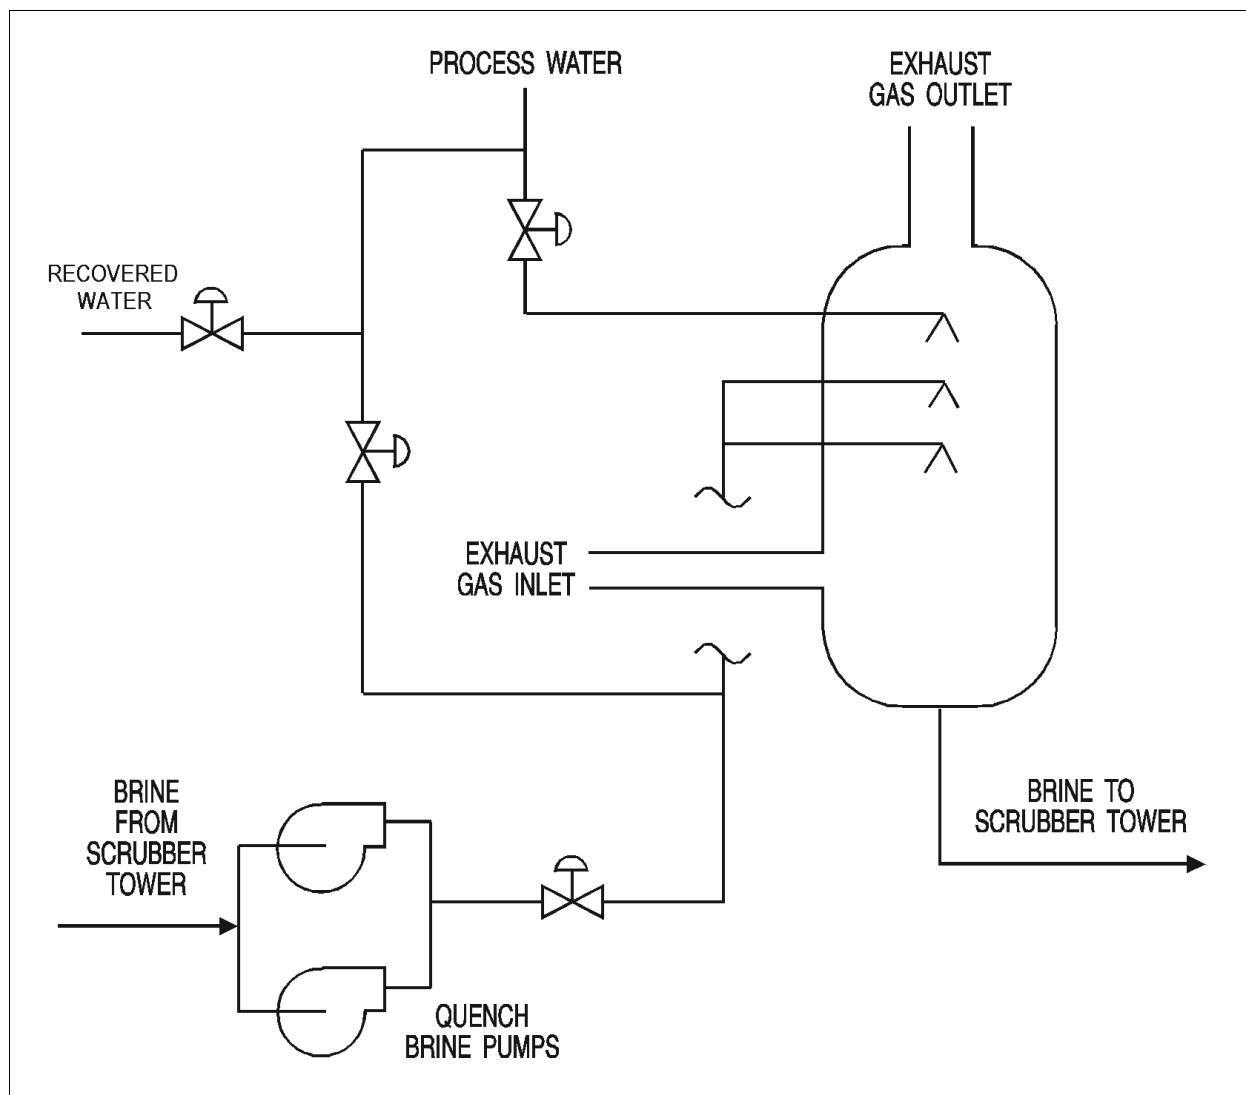 PROCESS WATER
EXHAUST
GAS OUTLET
RECOVERED
WATER
EXHAUST
GAS INLET
BRINE
FROM
SCRUBBER
TOWER
BRINE TO
SCRUBBER TOWER
QUENCH
BRINE PUMPS